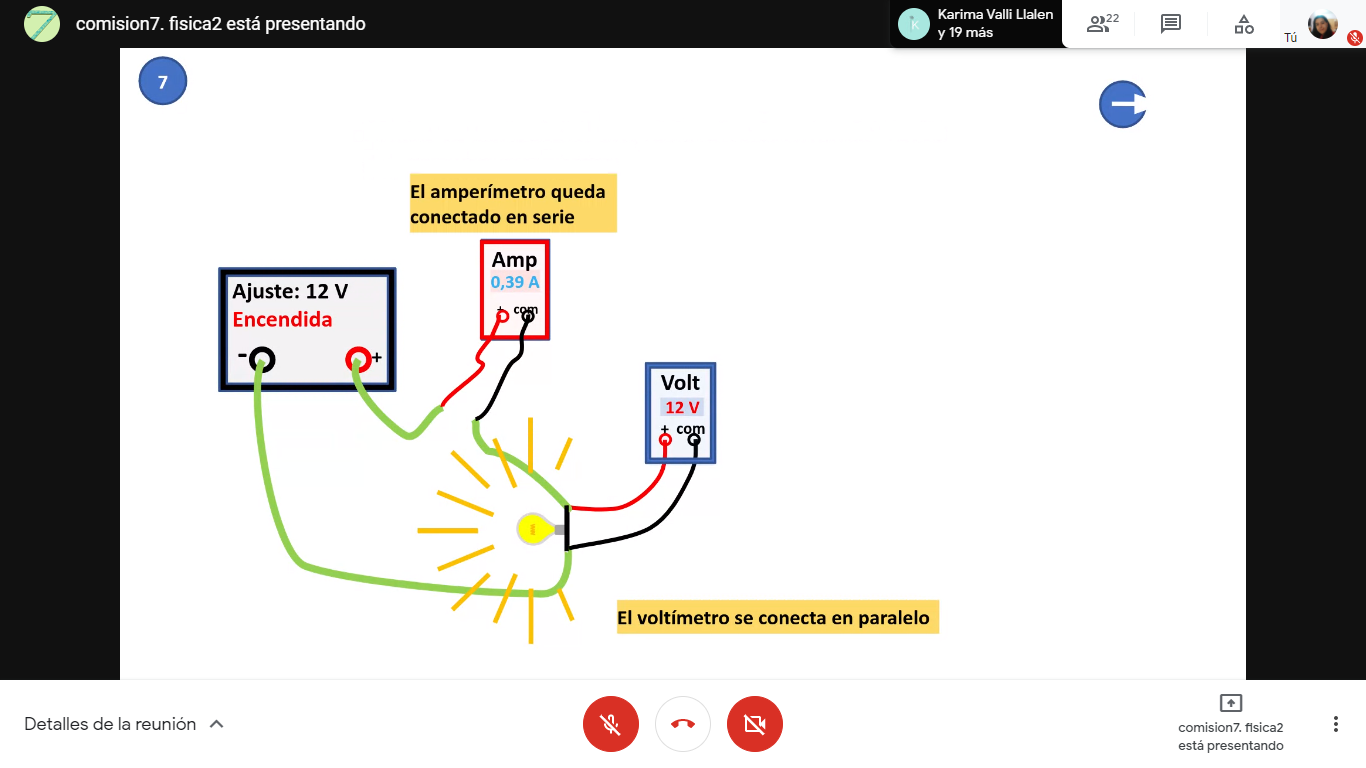 comision7. fisica2 está presentando
Karima Valli Llalen
y 19 más
22
k
Tú
7
El amperímetro queda
conectado en serie
Amp
0,39 A
+ com
Ajuste: 12 V
Encendida
- +
Volt
12 V
+ com
El voltímetro se conecta en paralelo
Detalles de la reunión
comision7. fisica2
está presentando